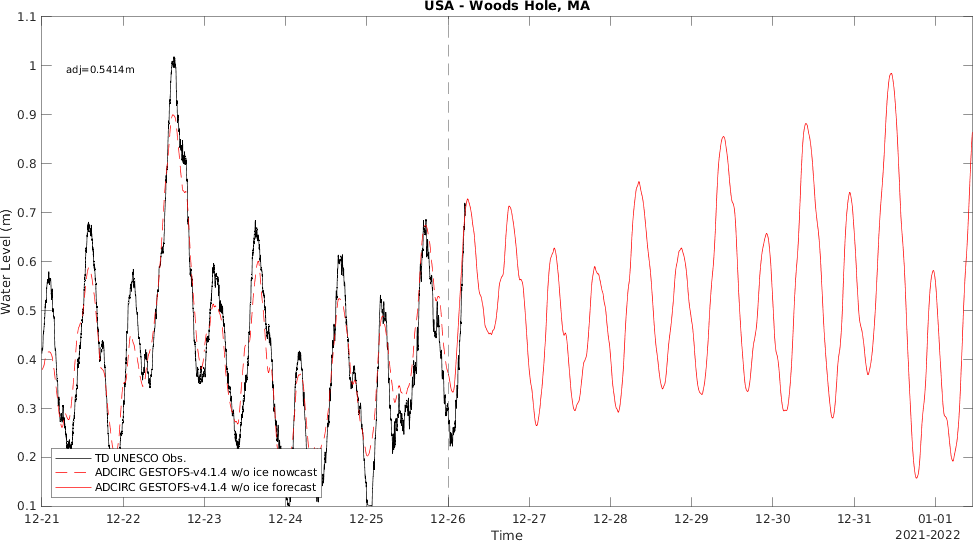 USA - Woods Hole, MA
adj=0.5414m
Water Level (m)
1.1
1
0.9
0.8
0.7
0.6
0.5
0.4
0.3
0.2
0.1
TD UNESCO Obs.
ADCIRC GESTOFS-v4.1.4 w/o ice nowcast
ADCIRC GESTOFS-v4.1.4 w/o ice forecast
12-21 12-22 12-23 12-24 12-25 12-26 12-27 12-28 12-29 12-30 12-31 01-01
2021-2022
Time